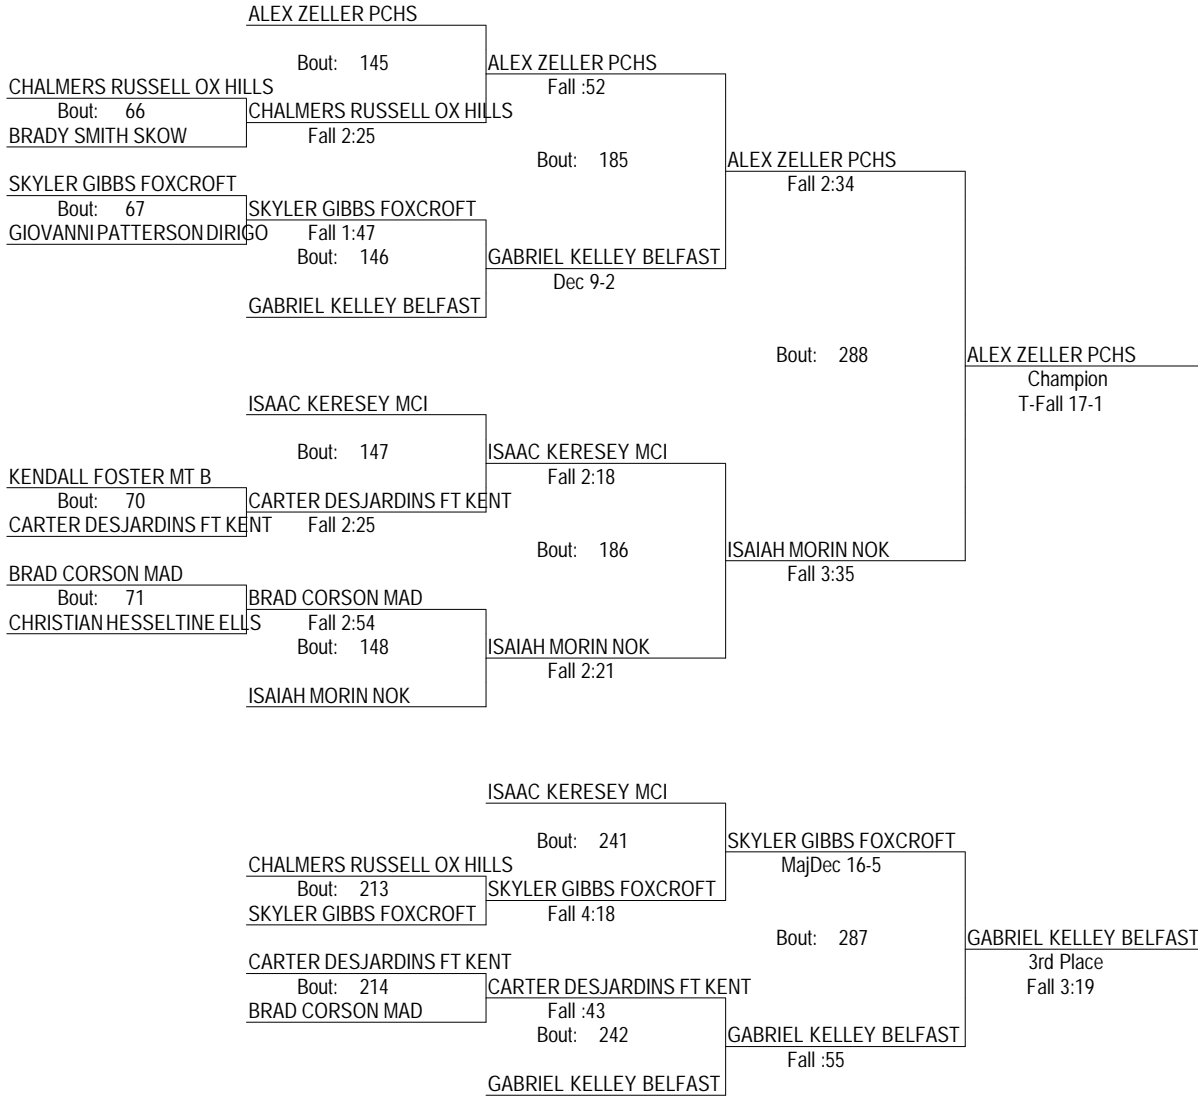 ALEX ZELLER PCHS
Bout: 145
ALEX ZELLER PCHS
CHALMERS RUSSELL OX HILLS
Fall :52
Bout: 66
CHALMERS RUSSELL OX HILLS
BRADY SMITH SKOW
Fall 2:25
Bout: 185
ALEX ZELLER PCHS
SKYLER GIBBS FOXCROFT
Fall 2:34
Bout: 67
SKYLER GIBBS FOXCROFT
GIOVANNI PATTERSON DIRIGO
Fall 1:47
Bout: 146
GABRIEL KELLEY BELFAST
Dec 9-2
GABRIEL KELLEY BELFAST
Bout: 288
ALEX ZELLER PCHS
Champion
T-Fall 17-1
ISAAC KERESEY MCI
Bout: 147
ISAAC KERESEY MCI
KENDALL FOSTER MT B
Fall 2:18
Bout: 70
CARTER DESJARDINS FT KENT
CARTER DESJARDINS FT KENT
Fall 2:25
Bout: 186
ISAIAH MORIN NOK
BRAD CORSON MAD
Fall 3:35
Bout: 71
BRAD CORSON MAD
CHRISTIAN HESSELTINE ELLS
Fall 2:54
Bout: 148
ISAIAH MORIN NOK
Fall 2:21
ISAIAH MORIN NOK
ISAAC KERESEY MCI
Bout: 241
SKYLER GIBBS FOXCROFT
CHALMERS RUSSELL OX HILLS
MajDec 16-5
Bout: 213
SKYLER GIBBS FOXCROFT
SKYLER GIBBS FOXCROFT
Fall 4:18
Bout: 287
GABRIEL KELLEY BELFAST
CARTER DESJARDINS FT KENT
3rd Place
Bout: 214
CARTER DESJARDINS FT KENT
Fall 3:19
BRAD CORSON MAD
Fall :43
Bout: 242
GABRIEL KELLEY BELFAST
Fall :55
GABRIEL KELLEY BELFAST